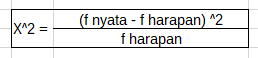 X^2 = (f nyata - f harapan) ^2
f harapan